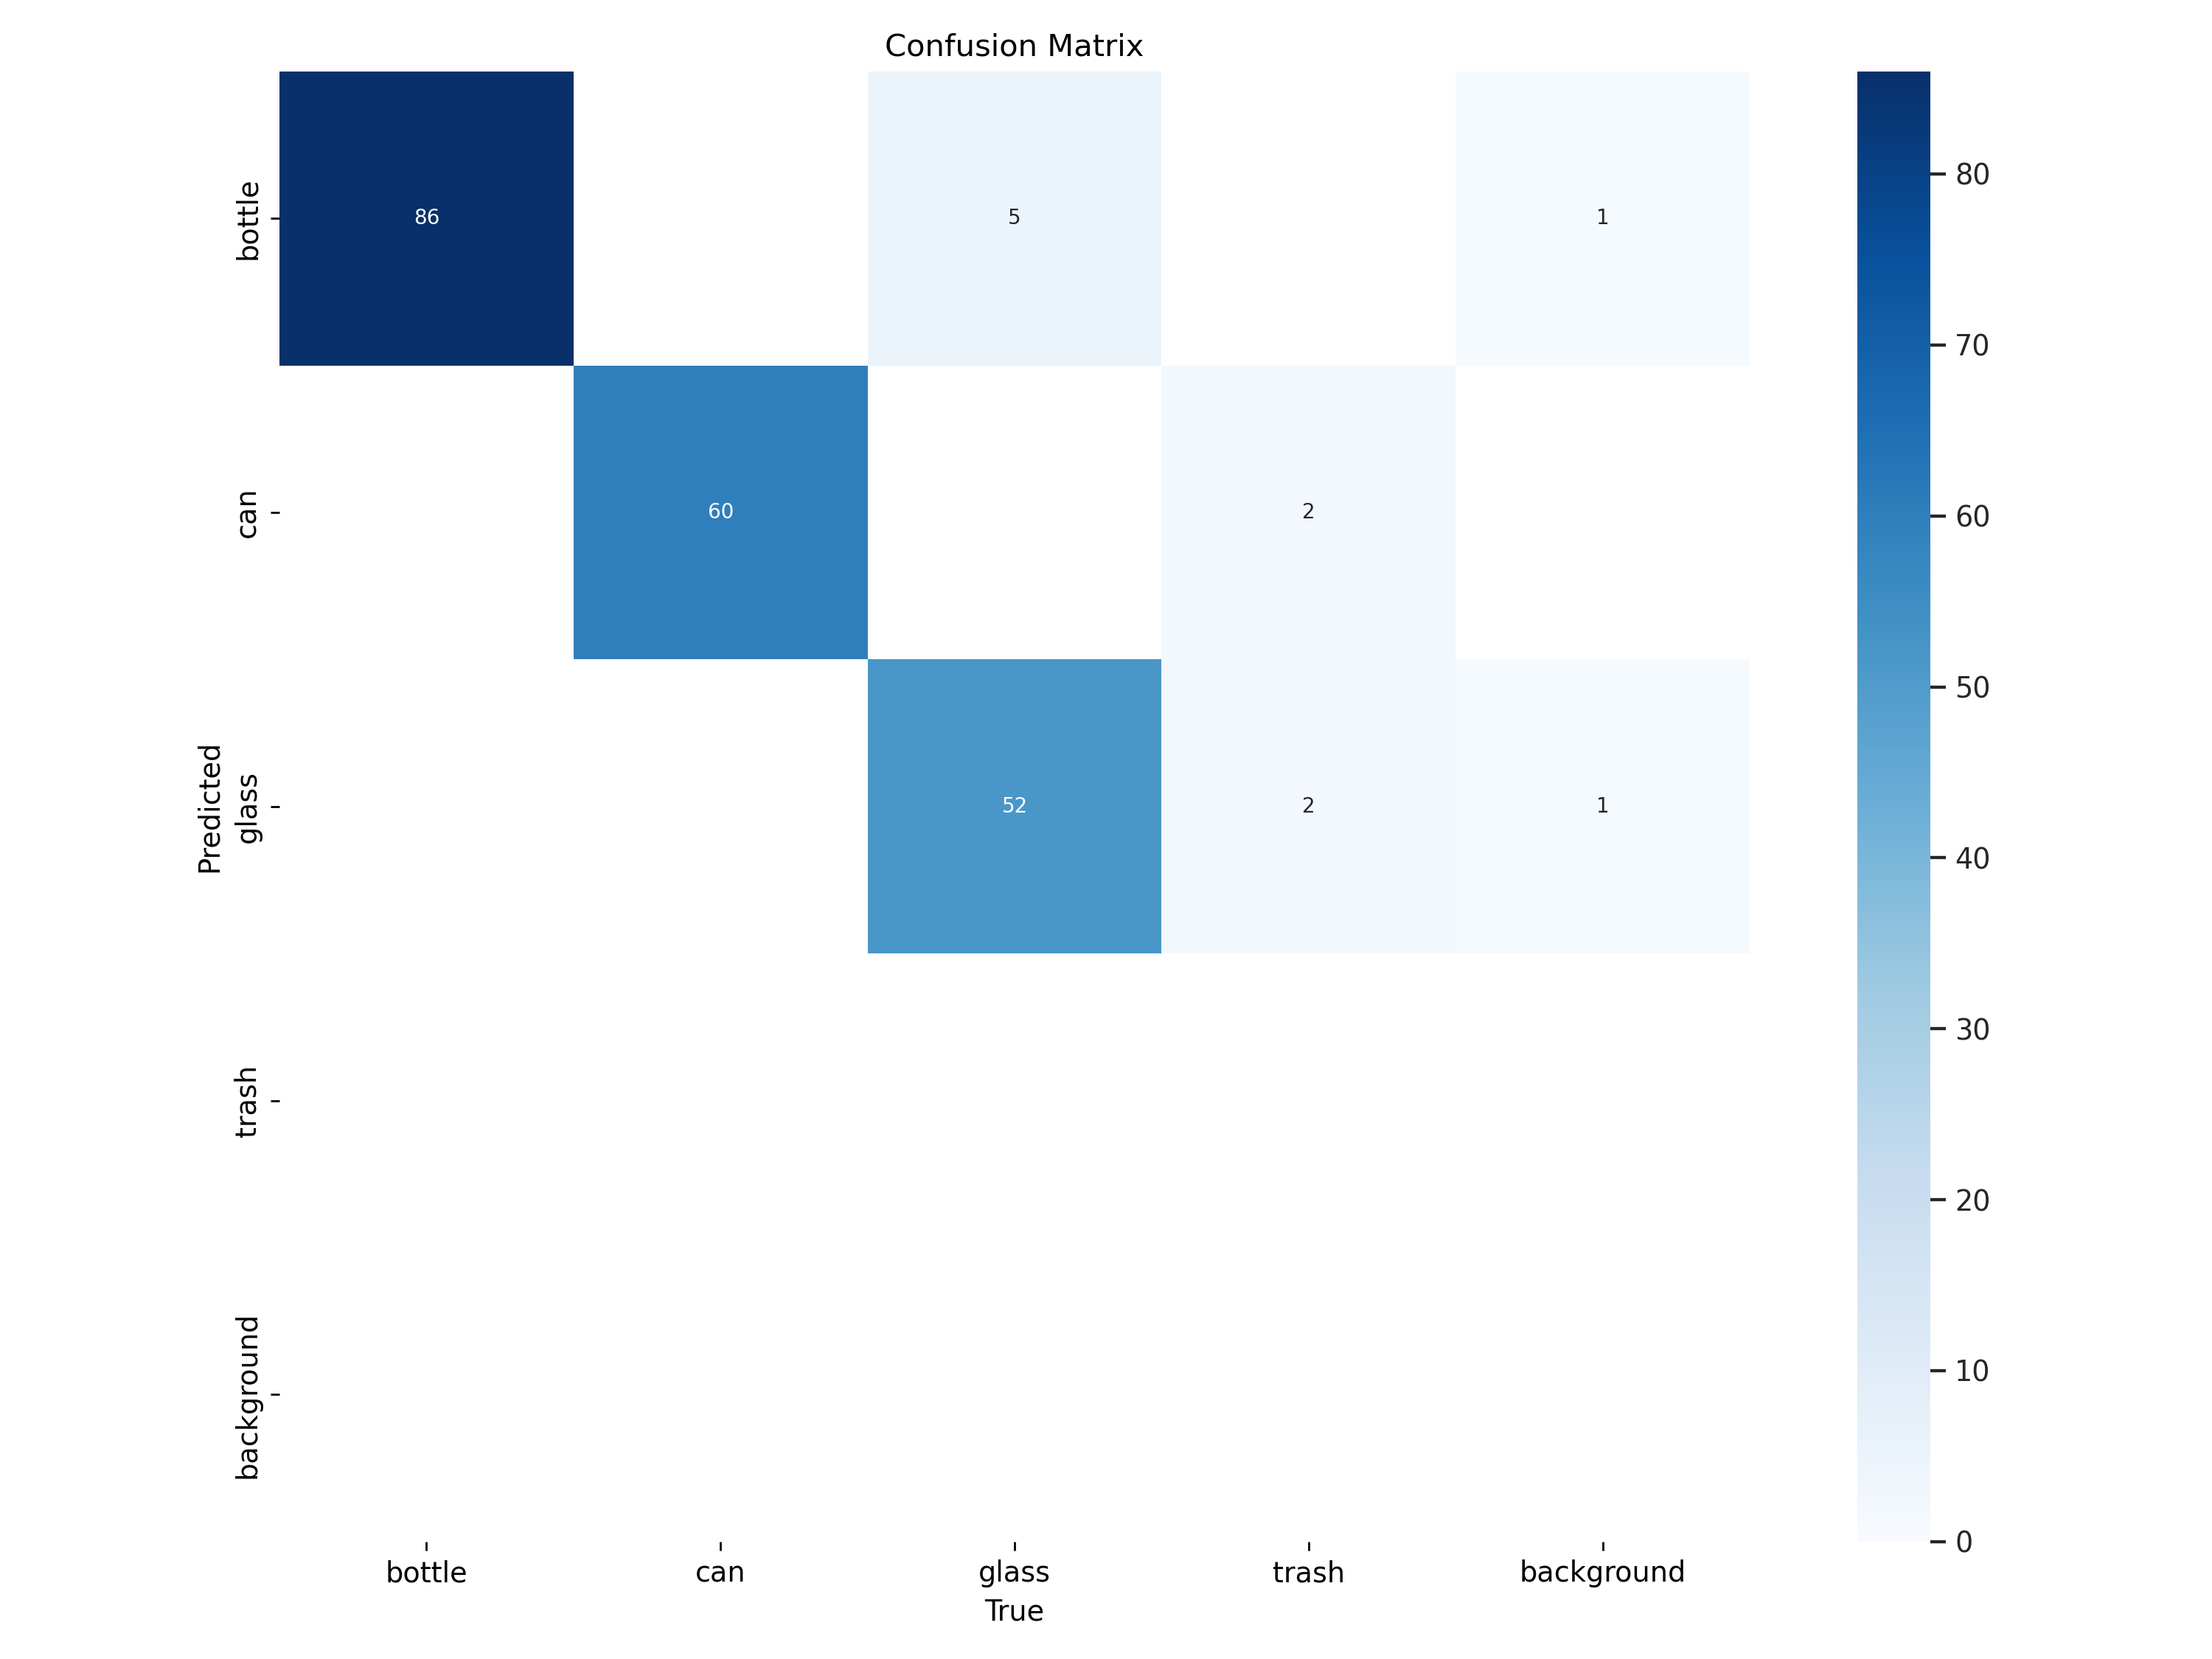 Confusion Matrix
bottle
86
5
1
can
60
2
glass
52
2
1
trash
background
Predicted
bottle
can
glass
trash
background
True
80
70
60
50
40
30
20
10
0